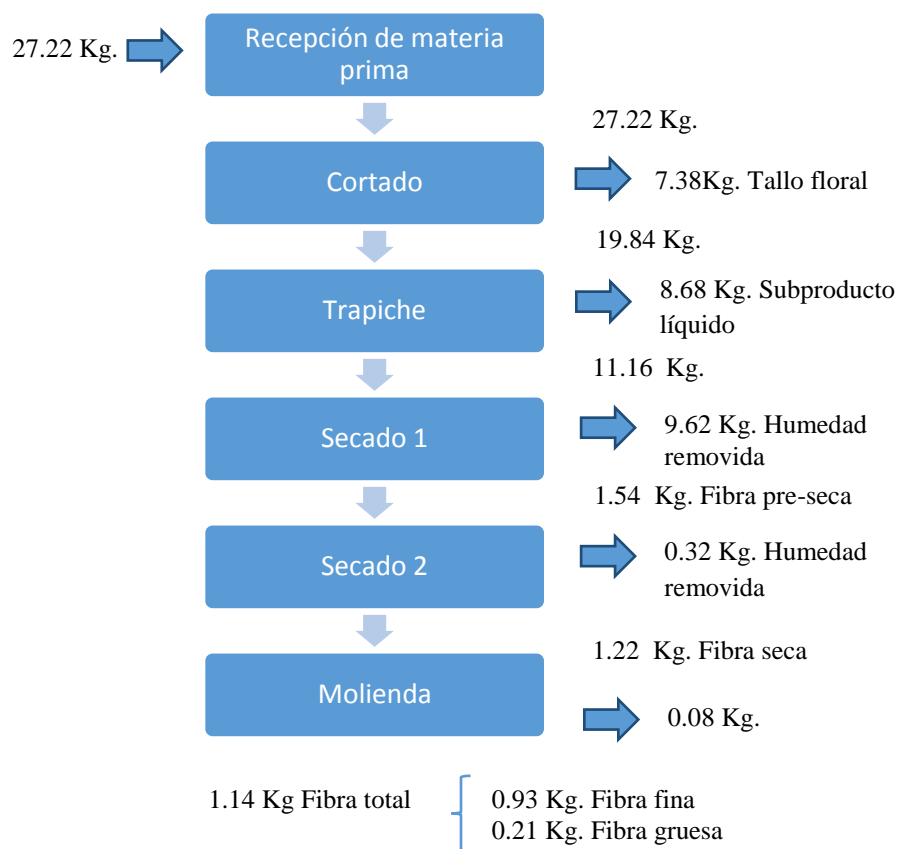 27.22 Kg.
Recepción de materia
prima
27.22 Kg.
Cortado
7.38Kg. Tallo floral
19.84 Kg.
Trapiche
8.68 Kg. Subproducto
líquido
11.16 Kg.
Secado 1
9.62 Kg. Humedad
removida
1.54 Kg. Fibra pre-seca
Secado 2
0.32 Kg. Humedad
removida
1.22 Kg. Fibra seca
Molienda
0.08 Kg.
1.14 Kg Fibra total
0.93 Kg. Fibra fina
0.21 Kg. Fibra gruesa